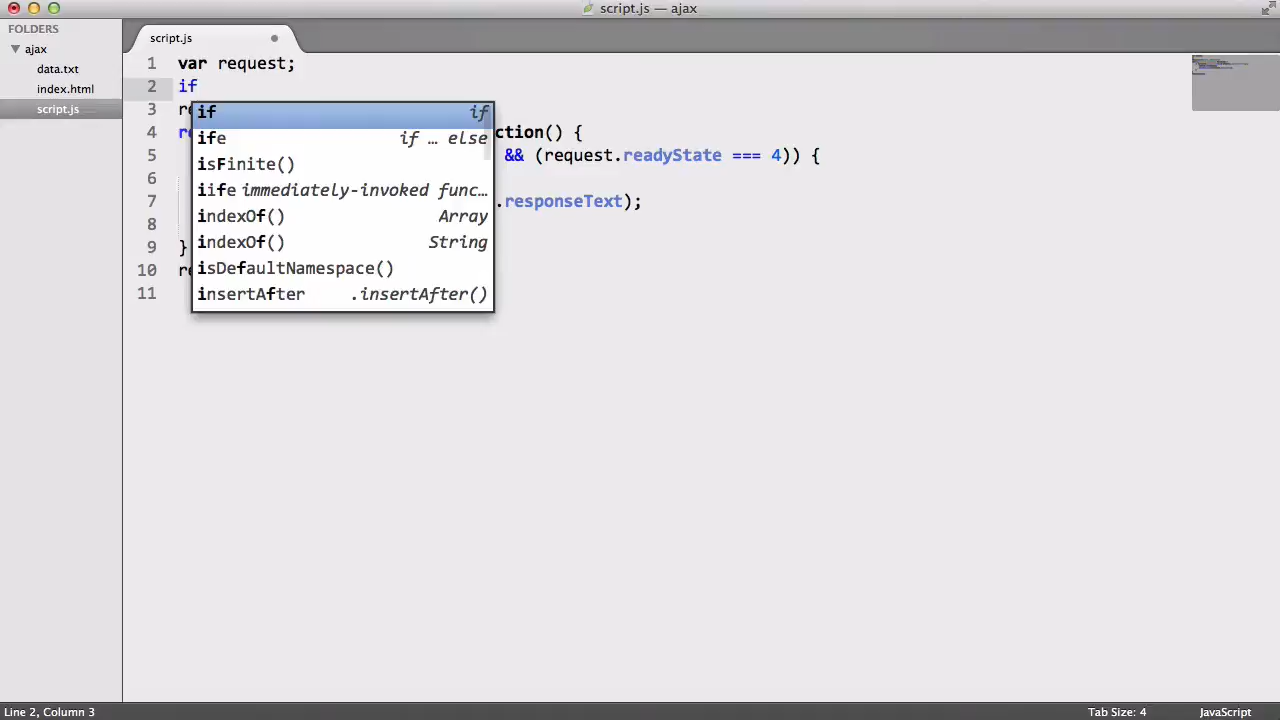 script.js — ajax
FOLDERS
ajax
data.txt
index.html
script.js
script.js
1 var request;
2 if
3 re
4 re ction() {
5 && (request.readyState === 4)) {
6
7 .responseText);
8
9 }
10 re
11
if if
ife if … else
isFinite()
iife immediately-invoked func…
indexOf() Array
indexOf() String
isDefaultNamespace()
insertAfter .insertAfter()
Line 2, Column 3
Tab Size: 4
JavaScript